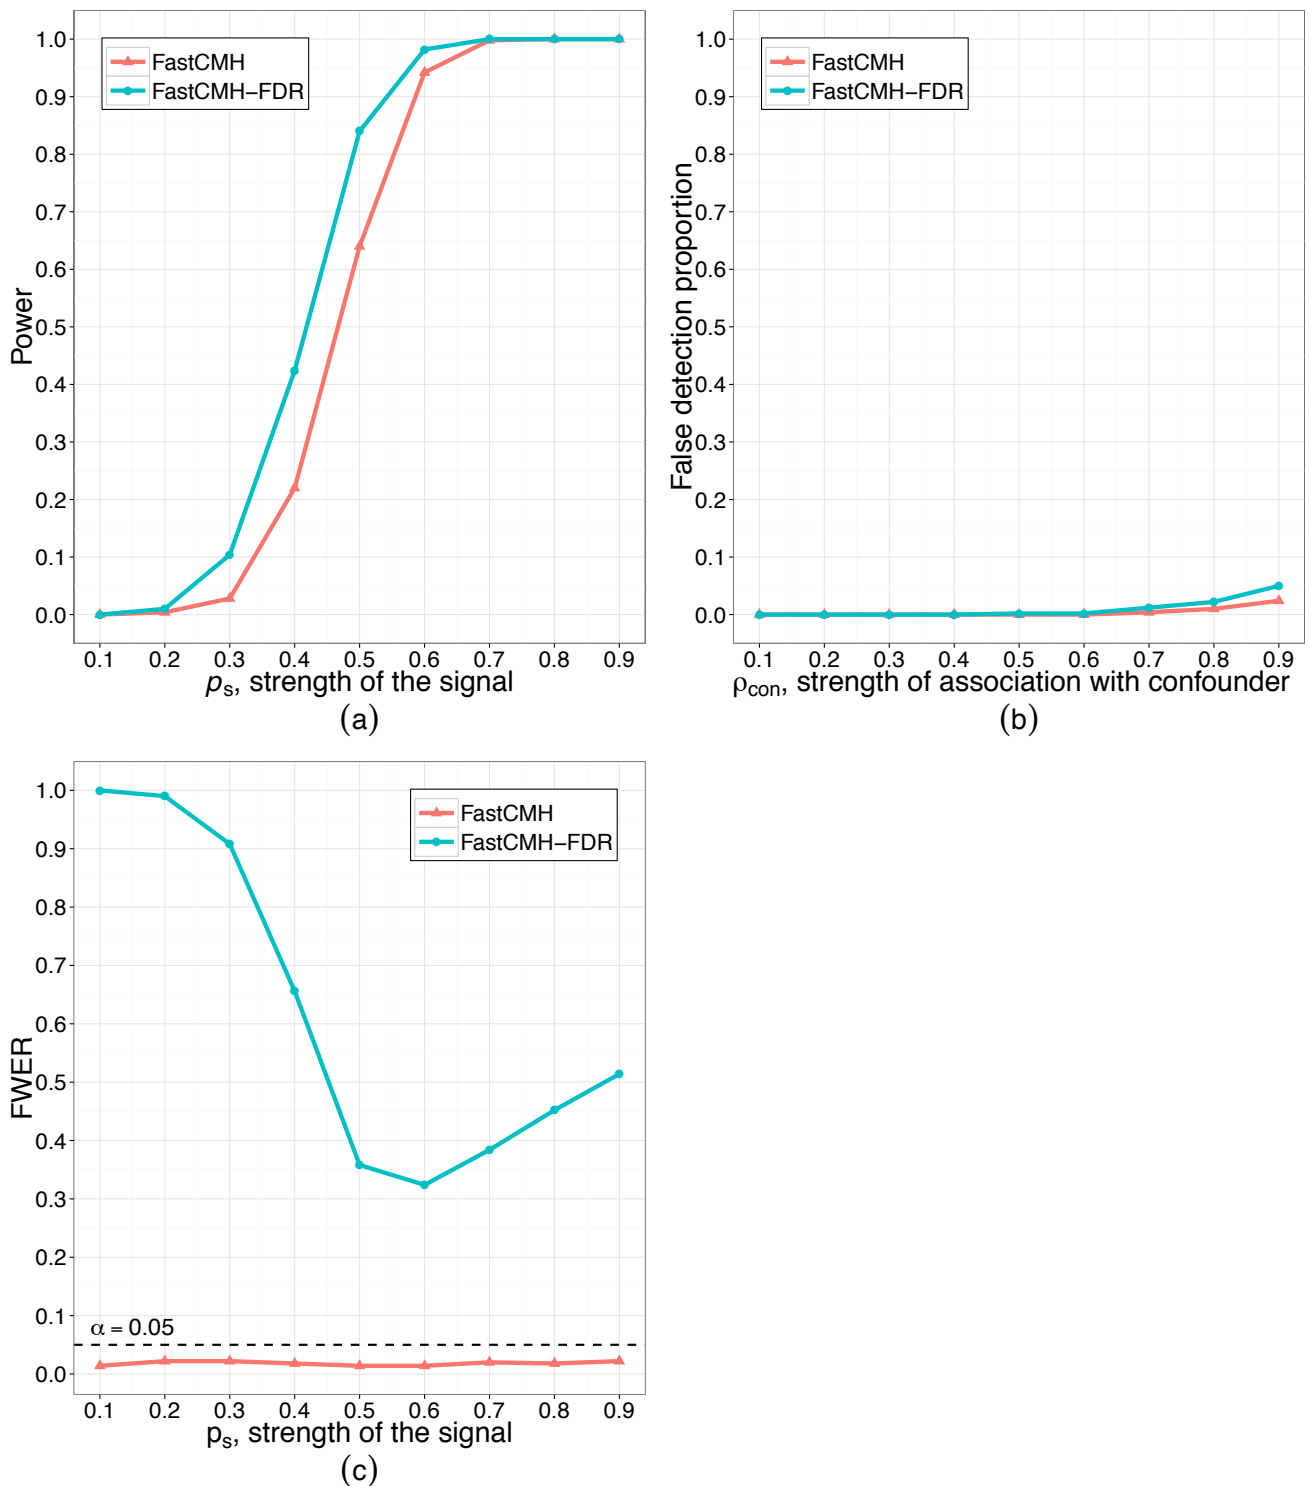 FastCMH
FastCMH−FDR
1.0
0.9
0.8
0.7
0.6
0.5
0.4
0.3
0.2
0.1
0.0
Power
0.1 0.2 0.3 0.4 0.5 0.6 0.7 0.8 0.9
ps, strength of the signal
(a)
FastCMH
FastCMH−FDR
1.0
0.9
0.8
0.7
0.6
0.5
0.4
0.3
0.2
0.1
0.0
False detection proportion
0.1 0.2 0.3 0.4 0.5 0.6 0.7 0.8 0.9
ρcon, strength of association with confounder
(b)
FastCMH
FastCMH−FDR
1.0
0.9
0.8
0.7
0.6
0.5
0.4
0.3
0.2
0.1
0.0
FWER
α = 0.05
0.1 0.2 0.3 0.4 0.5 0.6 0.7 0.8 0.9
ps, strength of the signal
(c)